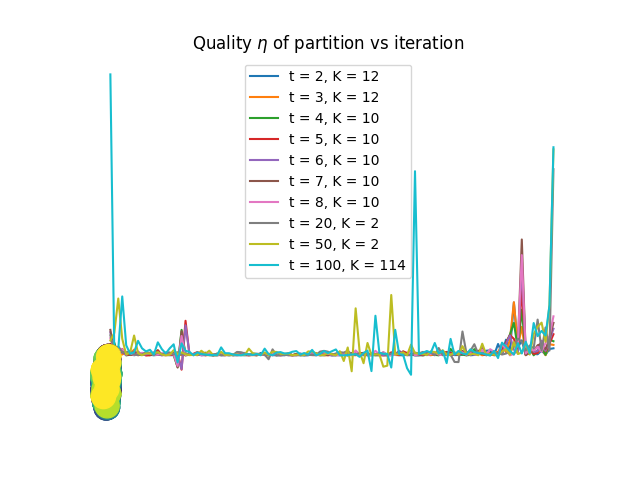 Quality η of partition vs iteration
t = 2, K = 12
t = 3, K = 12
t = 4, K = 10
t = 5, K = 10
t = 6, K = 10
t = 7, K = 10
t = 8, K = 10
t = 20, K = 2
t = 50, K = 2
t = 100, K = 114